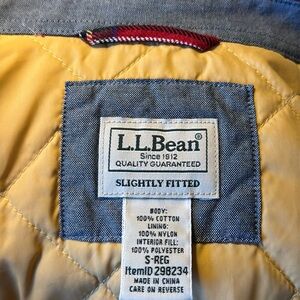 L.L.Bean®
Since 1912
QUALITY GUARANTEED
SLIGHTLY FITTED
BODY:
100% COTTON
LINING:
100% NYLON
INTERIOR FILL:
100% POLYESTER
S-REG
ItemID 298234
MADE IN CHINA
CARE ON REVERSE